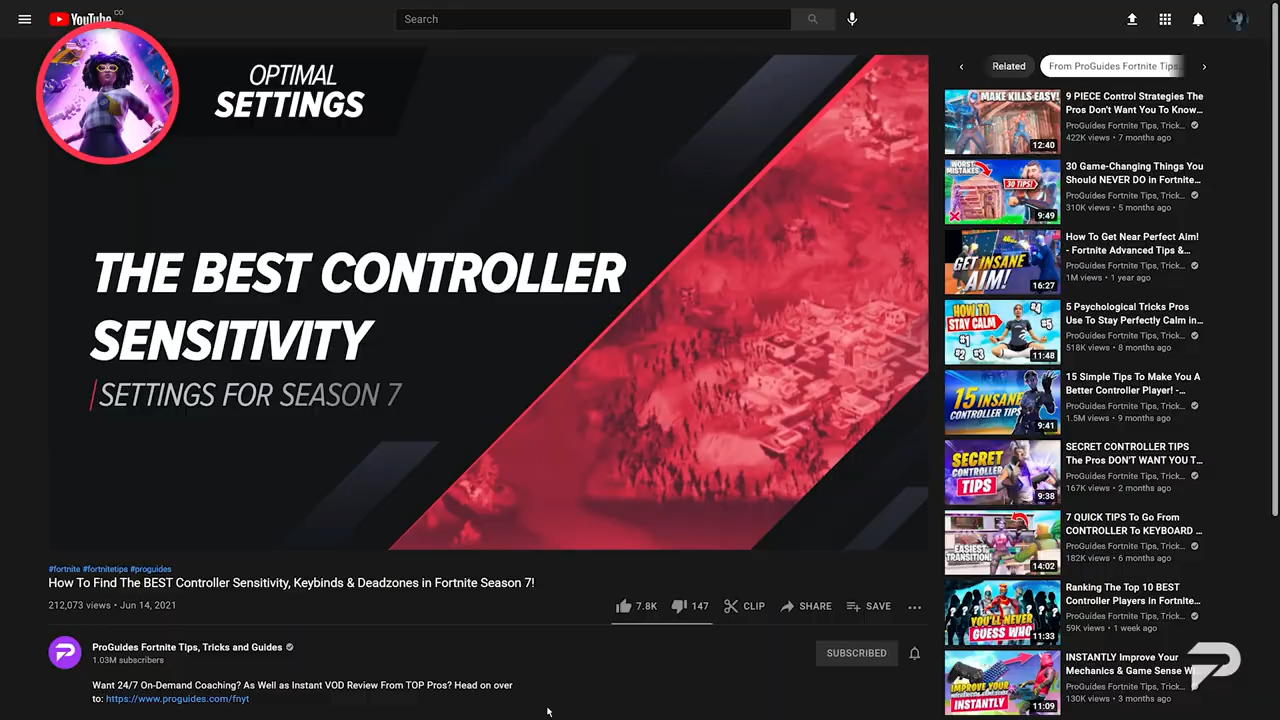 YouTube CO
Search
OPTIMAL
SETTINGS
THE BEST CONTROLLER
SENSITIVITY
SETTINGS FOR SEASON 7
#fortnite #fortnitetips #proguides
How To Find The BEST Controller Sensitivity, Keybinds & Deadzones in Fortnite Season 7!
212,073 views • Jun 14, 2021
7.8K
147
CLIP
SHARE
SAVE
ProGuides Fortnite Tips, Tricks and Guides
1.03M subscribers
SUBSCRIBED
Want 24/7 On-Demand Coaching? As Well as Instant VOD Review From TOP Pros? Head on over
to: https://www.proguides.com/fnyt
Related
From ProGuides Fortnite Tips
MAKE KILLS EASY!
12:40
9 PIECE Control Strategies The
Pros Don't Want You To Know...
ProGuides Fortnite Tips, Trick...
422K views • 7 months ago
WORST
MISTAKES
30 TIPS!
9:49
30 Game-Changing Things You
Should NEVER DO in Fortnite...
ProGuides Fortnite Tips, Trick...
310K views • 5 months ago
GET INSANE
AIM!
16:27
How To Get Near Perfect Aim!
- Fortnite Advanced Tips &...
ProGuides Fortnite Tips, Trick...
1M views • 1 year ago
HOW TO
STAY CALM
#4
#5
#1
#2
#3
11:48
5 Psychological Tricks Pros
Use To Stay Perfectly Calm in...
ProGuides Fortnite Tips, Trick...
518K views • 8 months ago
15 INSANE
CONTROLLER TIPS
9:41
15 Simple Tips To Make You A
Better Controller Player! -...
ProGuides Fortnite Tips, Trick...
1.5M views • 9 months ago
SECRET
CONTROLLER
TIPS
9:38
SECRET CONTROLLER TIPS
The Pros DON'T WANT YOU T...
ProGuides Fortnite Tips, Trick...
167K views • 2 months ago
EASIEST
TRANSITION!
14:02
7 QUICK TIPS To Go From
CONTROLLER To KEYBOARD ...
ProGuides Fortnite Tips, Trick...
182K views • 6 months ago
YOU'LL NEVER
GUESS WHO
11:33
Ranking The Top 10 BEST
Controller Players in Fortnite...
ProGuides Fortnite Tips, Trick...
59K views • 1 week ago
IMPROVE YOUR
MECHANICS
INSTANTLY
11:09
INSTANTLY Improve Your
Mechanics & Game Sense W
ProGuides Fortnite Tips, Trick...
130K views • 3 months ago